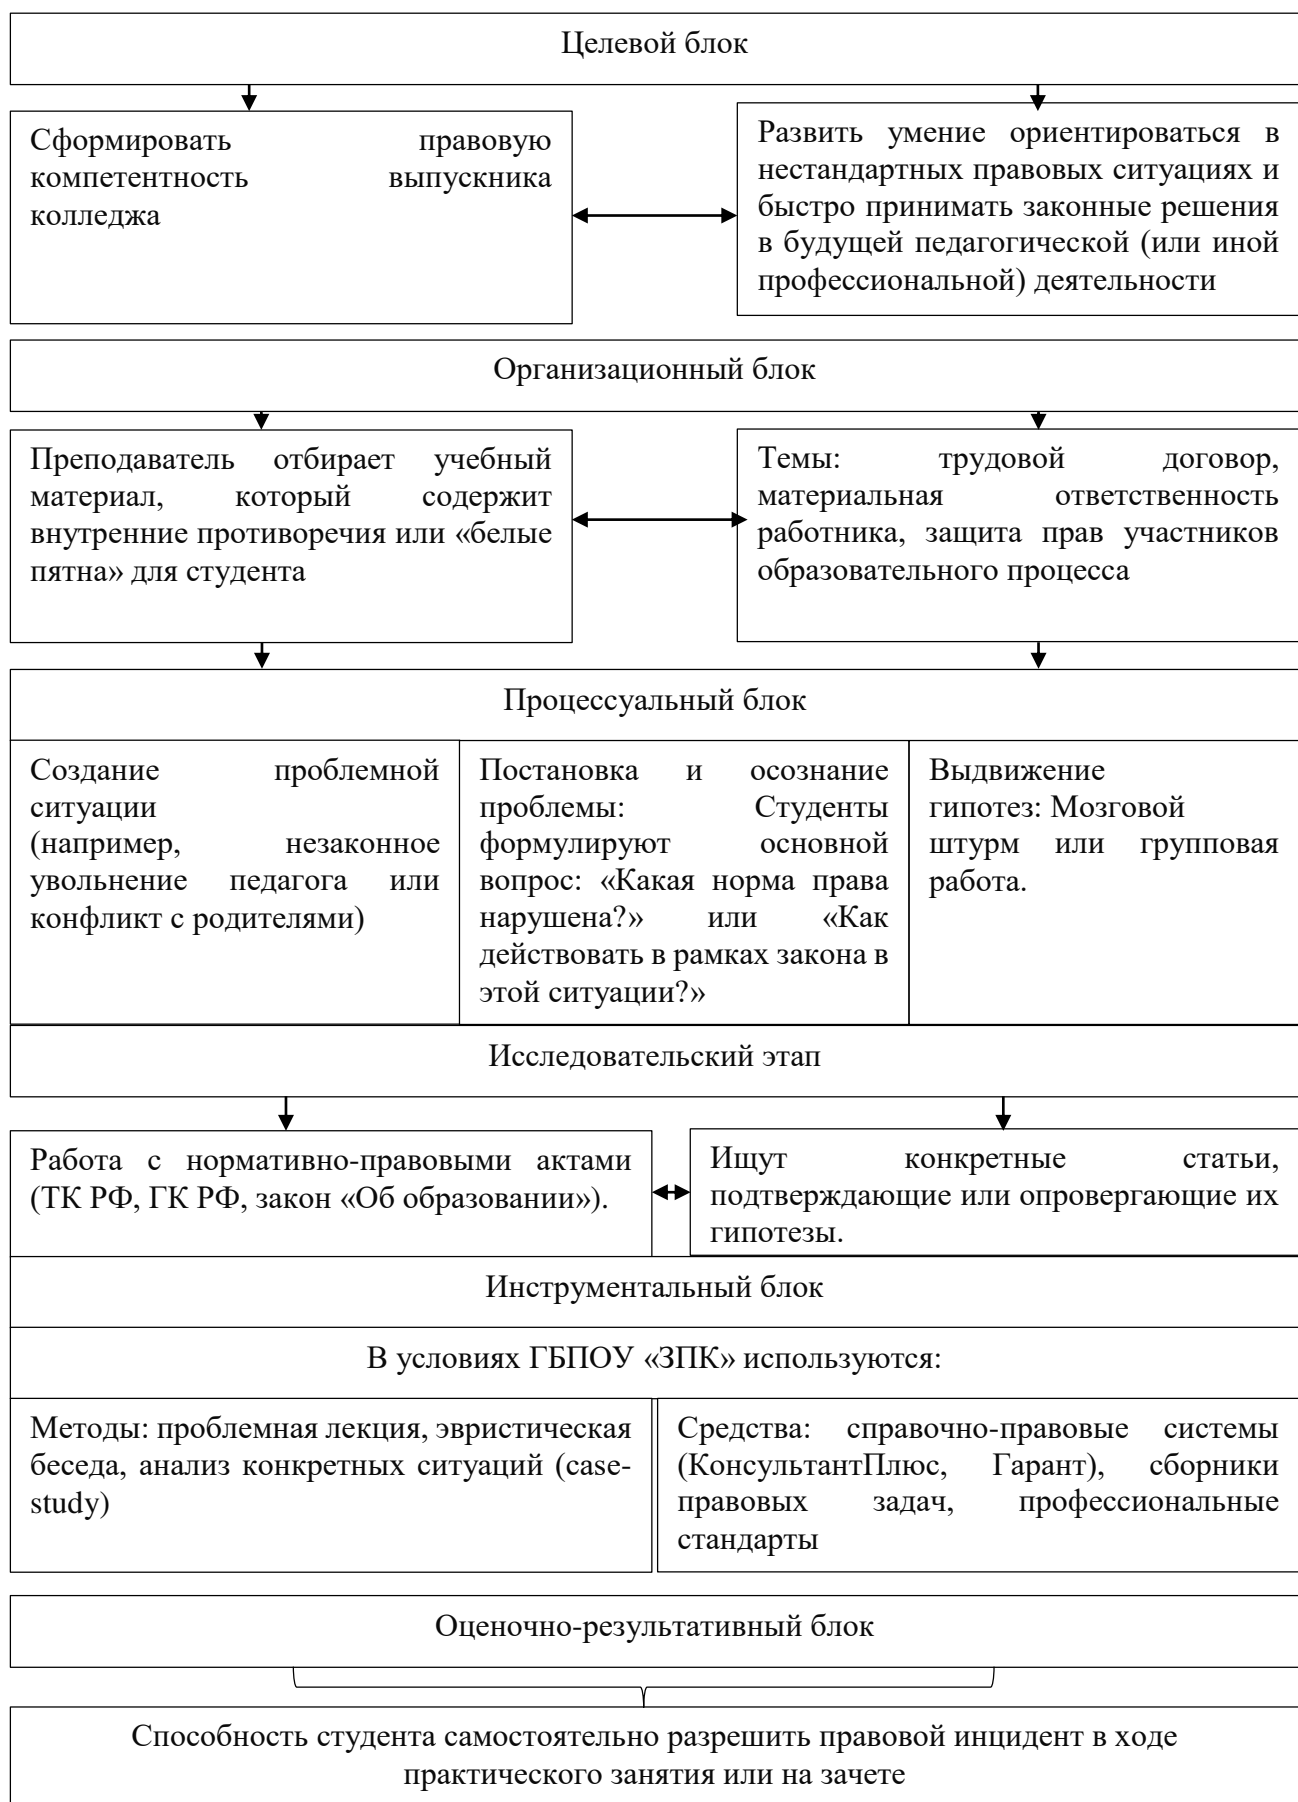 Целевой блок
Сформировать правовую
компетентность выпускника
колледжа
Развить умение ориентироваться в
нестандартных правовых ситуациях и
быстро принимать законные решения
в будущей педагогической (или иной
профессиональной) деятельности
Организационный блок
Преподаватель отбирает учебный
материал, который содержит
внутренние противоречия или «белые
пятна» для студента
Темы: трудовой договор,
материальная ответственность
работника, защита прав участников
образовательного процесса
Процессуальный блок
Создание проблемной
ситуации
(например, незаконное
увольнение педагога или
конфликт с родителями)
Постановка и осознание
проблемы: Студенты
формулируют основной
вопрос: «Какая норма права
нарушена?» или «Как
действовать в рамках закона в
этой ситуации?»
Выдвижение
гипотез: Мозговой
штурм или групповая
работа.
Исследовательский этап
Работа с нормативно-правовыми актами
(ТК РФ, ГК РФ, закон «Об образовании»).
Ищут конкретные статьи,
подтверждающие или опровергающие их
гипотезы.
Инструментальный блок
В условиях ГБПОУ «ЗПК» используются:
Методы: проблемная лекция, эвристическая
беседа, анализ конкретных ситуаций (case-
study)
Средства: справочно-правовые системы
(КонсультантПлюс, Гарант), сборники
правовых задач, профессиональные
стандарты
Оценочно-результативный блок
Способность студента самостоятельно разрешить правовой инцидент в ходе
практического занятия или на зачете